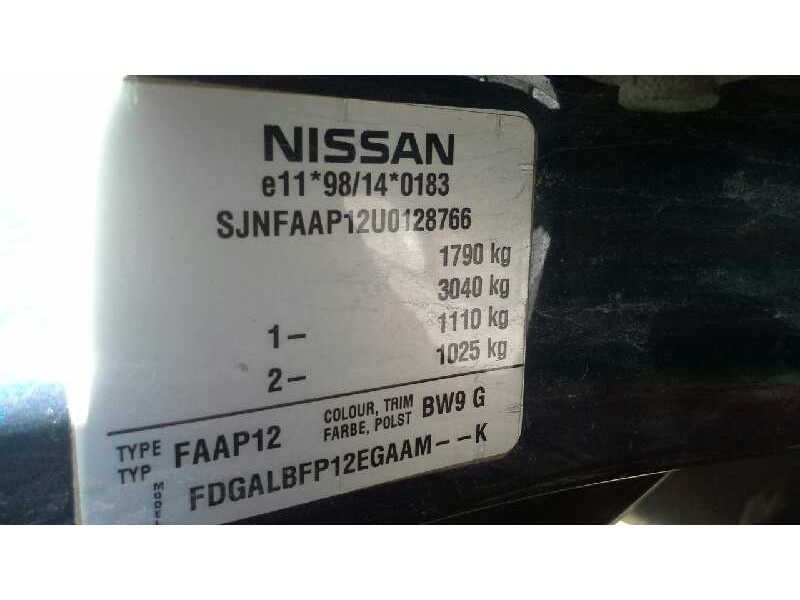 NISSAN
e11*98/14*0183
SJNFAAP12U0128766
1790 kg
3040 kg
1- 1110 kg
2- 1025 kg
TYPE TYP FAAP12 COLOUR, TRIM FARBE, POLST BW9 G
MODEL FDGALBFP12EGAAM--K